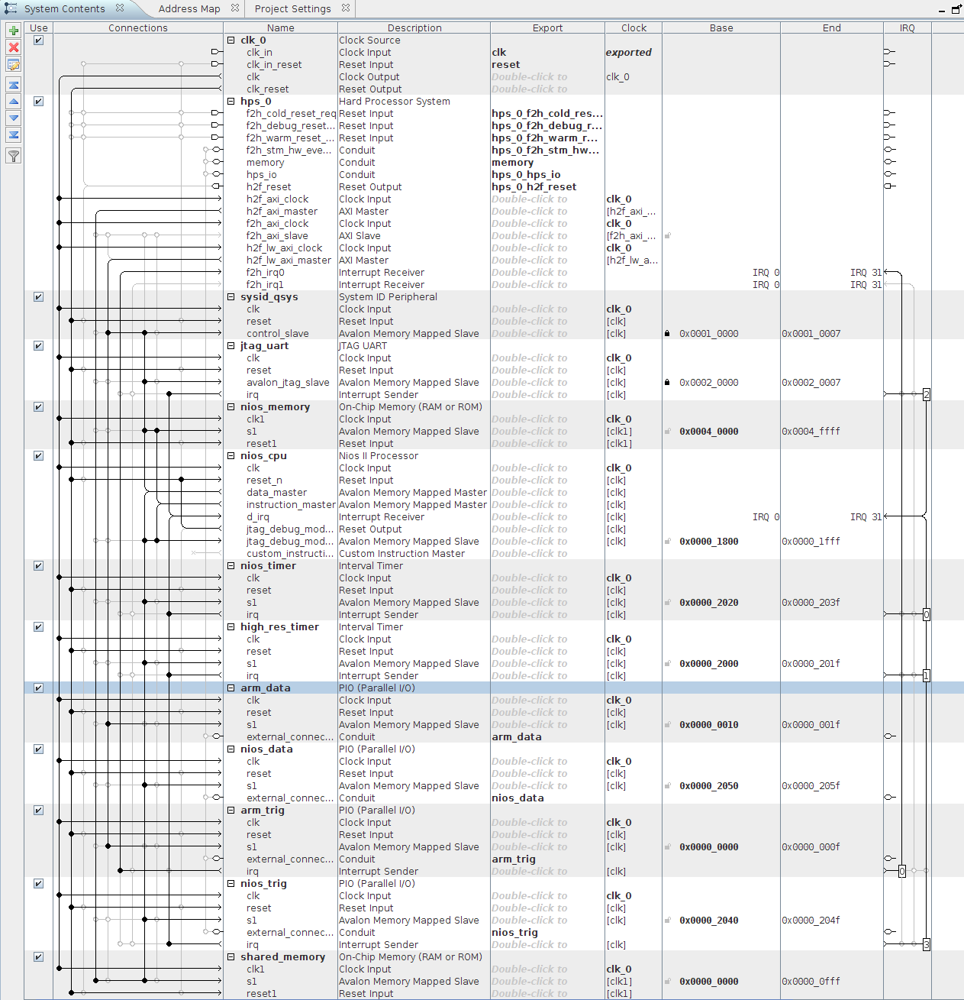 System Contents Address Map Project Settings
Use Connections Name Description Export Clock Base End IRQ
clk_0 Clock Source
clk_in Clock Input clk exported
clk_in_reset Reset Input reset
clk Clock Output Double-click to clk_0
clk_reset Reset Output Double-click to
hps_0 Hard Processor System
f2h_cold_reset_req Reset Input hps_0_f2h_cold_res...
f2h_debug_reset... Reset Input hps_0_f2h_debug_r...
f2h_warm_reset_... Reset Input hps_0_f2h_warm_r...
f2h_stm_hw_eve... Conduit hps_0_f2h_stm_hw...
memory Conduit memory
hps_io Conduit hps_0_hps_io
h2f_reset Reset Output hps_0_h2f_reset
h2f_axi_clock Clock Input Double-click to clk_0
h2f_axi_master AXI Master Double-click to [h2f_axi_...
f2h_axi_clock Clock Input Double-click to clk_0
f2h_axi_slave AXI Slave Double-click to [f2h_axi_...
h2f_lw_axi_clock Clock Input Double-click to clk_0
h2f_lw_axi_master AXI Master Double-click to [h2f_lw_a...
f2h_irq0 Interrupt Receiver Double-click to IRQ 0 IRQ 31
f2h_irq1 Interrupt Receiver Double-click to IRQ 0 IRQ 31
sysid_qsys System ID Peripheral
clk Clock Input Double-click to clk_0
reset Reset Input Double-click to [clk]
control_slave Avalon Memory Mapped Slave Double-click to [clk] 0x0001_0000 0x0001_0007
jtag_uart JTAG UART
clk Clock Input Double-click to clk_0
reset Reset Input Double-click to [clk]
avalon_jtag_slave Avalon Memory Mapped Slave Double-click to [clk] 0x0002_0000 0x0002_0007
irq Interrupt Sender Double-click to [clk] 2
nios_memory On-Chip Memory (RAM or ROM)
clk1 Clock Input Double-click to clk_0
s1 Avalon Memory Mapped Slave Double-click to [clk1] 0x0004_0000 0x0004_ffff
reset1 Reset Input Double-click to [clk1]
nios_cpu Nios II Processor
clk Clock Input Double-click to clk_0
reset_n Reset Input Double-click to [clk]
data_master Avalon Memory Mapped Master Double-click to [clk]
instruction_master Avalon Memory Mapped Master Double-click to [clk]
d_irq Interrupt Receiver Double-click to [clk] IRQ 0 IRQ 31
jtag_debug_mod... Reset Output Double-click to [clk]
jtag_debug_mod... Avalon Memory Mapped Slave Double-click to [clk] 0x0000_1800 0x0000_1fff
custom_instructi... Custom Instruction Master Double-click to
nios_timer Interval Timer
clk Clock Input Double-click to clk_0
reset Reset Input Double-click to [clk]
s1 Avalon Memory Mapped Slave Double-click to [clk] 0x0000_2020 0x0000_203f
irq Interrupt Sender Double-click to [clk] 0
high_res_timer Interval Timer
clk Clock Input Double-click to clk_0
reset Reset Input Double-click to [clk]
s1 Avalon Memory Mapped Slave Double-click to [clk] 0x0000_2000 0x0000_201f
irq Interrupt Sender Double-click to [clk] 1
arm_data PIO (Parallel I/O)
clk Clock Input Double-click to clk_0
reset Reset Input Double-click to [clk]
s1 Avalon Memory Mapped Slave Double-click to [clk] 0x0000_0010 0x0000_001f
external_connec... Conduit arm_data
nios_data PIO (Parallel I/O)
clk Clock Input Double-click to clk_0
reset Reset Input Double-click to [clk]
s1 Avalon Memory Mapped Slave Double-click to [clk] 0x0000_2050 0x0000_205f
external_connec... Conduit nios_data
arm_trig PIO (Parallel I/O)
clk Clock Input Double-click to clk_0
reset Reset Input Double-click to [clk]
s1 Avalon Memory Mapped Slave Double-click to [clk] 0x0000_0000 0x0000_000f
external_connec... Conduit arm_trig
irq Interrupt Sender Double-click to [clk] 0
nios_trig PIO (Parallel I/O)
clk Clock Input Double-click to clk_0
reset Reset Input Double-click to [clk]
s1 Avalon Memory Mapped Slave Double-click to [clk] 0x0000_2040 0x0000_204f
external_connec... Conduit nios_trig
irq Interrupt Sender Double-click to [clk] 3
shared_memory On-Chip Memory (RAM or ROM)
clk1 Clock Input Double-click to clk_0
s1 Avalon Memory Mapped Slave Double-click to [clk1] 0x0000_0000 0x0000_0fff
reset1 Reset Input Double-click to [clk1]